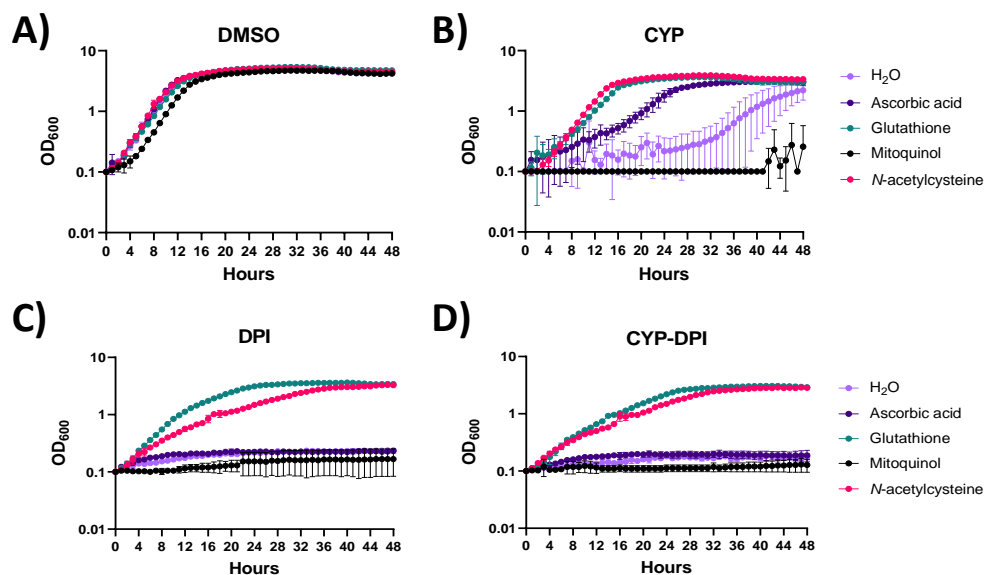 A)
DMSO
OD600
10
1
0.1
0.01
0 4 8 12 16 20 24 28 32 36 40 44 48
Hours
B)
CYP
OD600
10
1
0.1
0.01
0 4 8 12 16 20 24 28 32 36 40 44 48
Hours
H2O
Ascorbic acid
Glutathione
Mitoquinol
N-acetylcysteine
C)
DPI
OD600
10
1
0.1
0.01
0 4 8 12 16 20 24 28 32 36 40 44 48
Hours
D)
CYP-DPI
OD600
10
1
0.1
0.01
0 4 8 12 16 20 24 28 32 36 40 44 48
Hours
H2O
Ascorbic acid
Glutathione
Mitoquinol
N-acetylcysteine